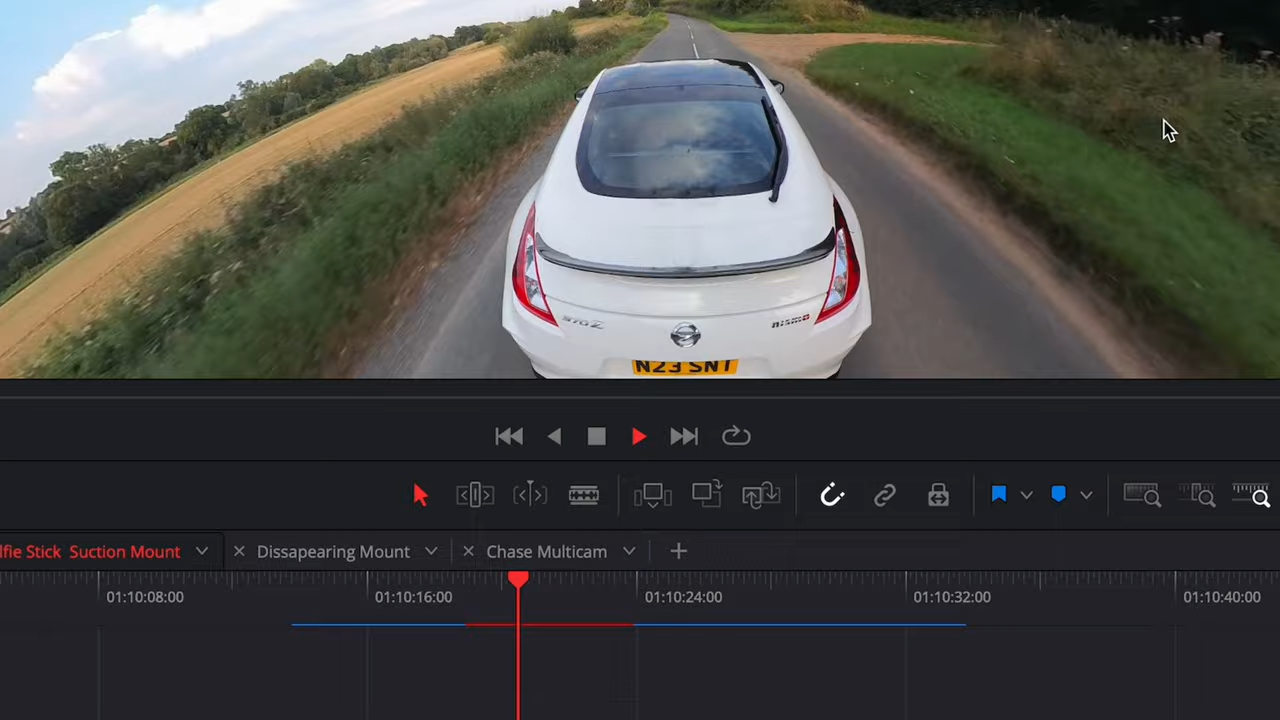 370Z
nismo
N23 SNT
lfie Stick Suction Mount
Dissapearing Mount
Chase Multicam
01:10:08:00
01:10:16:00
01:10:24:00
01:10:32:00
01:10:40:00